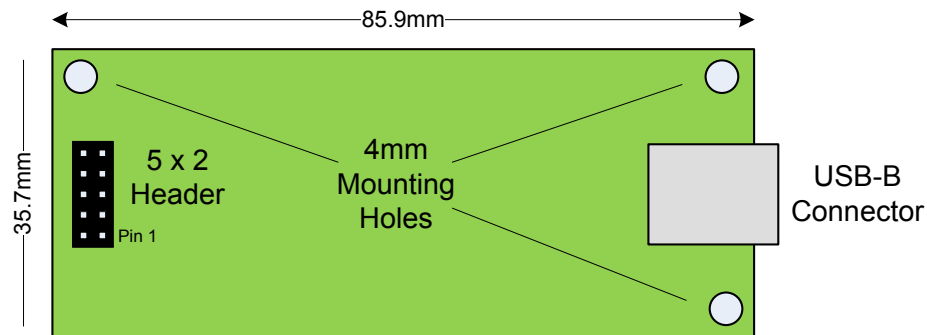 85.9mm
35.7mm
5 x 2
Header
Pin 1
4mm
Mounting
Holes
USB-B
Connector